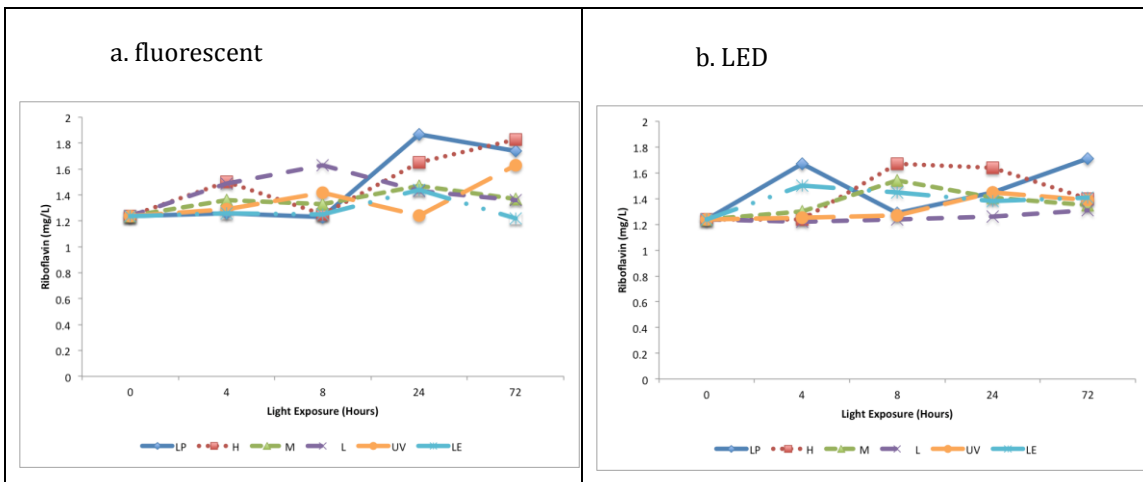 a. fluorescent
2
1.8
1.6
1.4
1.2
1
0.8
0.6
0.4
0.2
0
Riboflavin (mg/L)
0 4 8 24 72
Light Exposure (Hours)
LP H M L UV LE
b. LED
2
1.8
1.6
1.4
1.2
1
0.8
0.6
0.4
0.2
0
Riboflavin (mg/L)
0 4 8 24 72
Light Exposure (Hours)
LP H M L UV LE